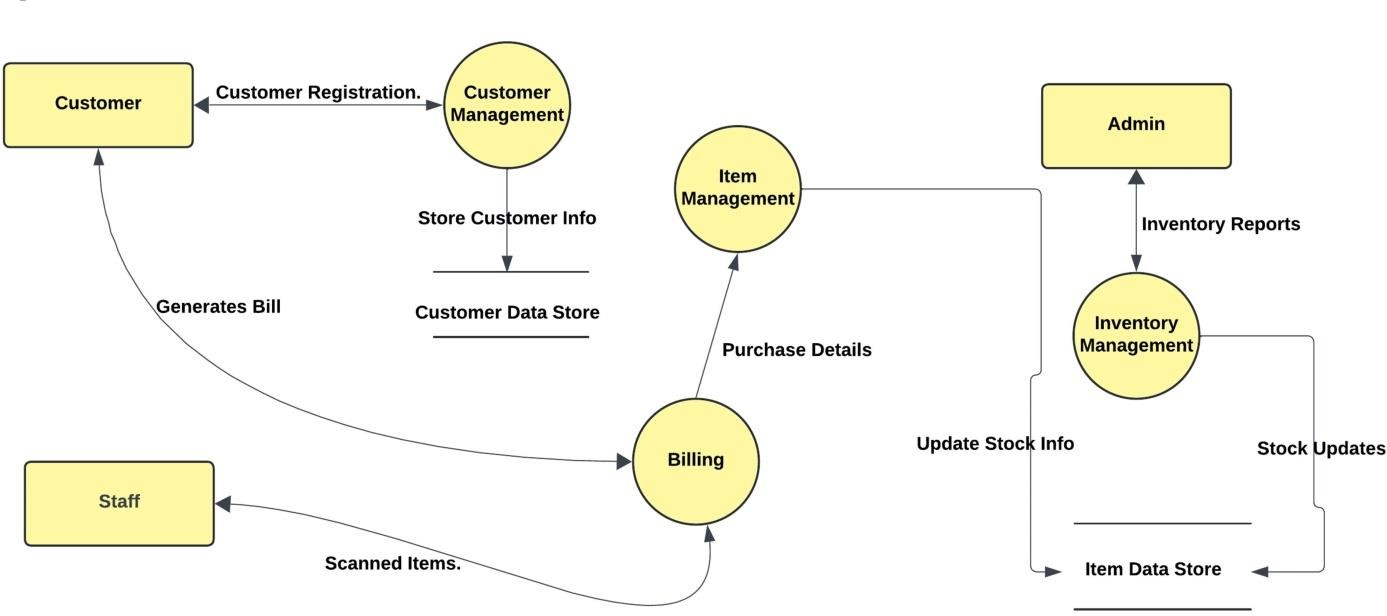 Customer
Customer Registration.
Customer
Management
Admin
Item
Management
Store Customer Info
Inventory Reports
Generates Bill
Customer Data Store
Inventory
Management
Purchase Details
Update Stock Info
Stock Updates
Billing
Staff
Scanned Items.
Item Data Store